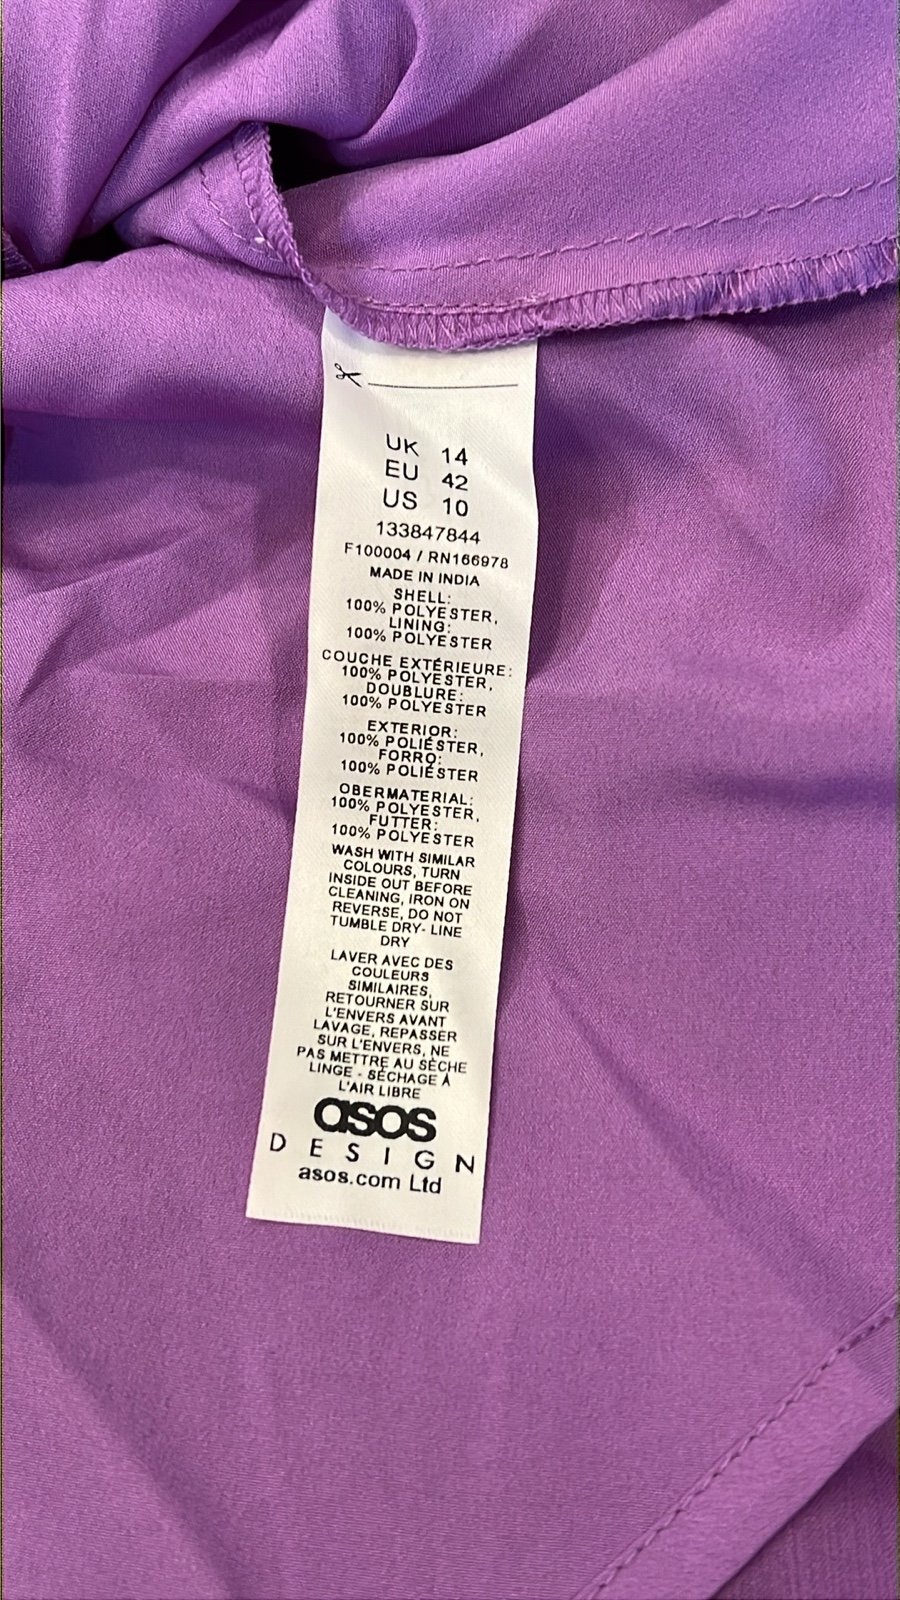 UK 14
EU 42
US 10
133847844
F100004 / RN166978
MADE IN INDIA
SHELL:
100% POLYESTER,
LINING:
100% POLYESTER
COUCHE EXTÉRIEURE:
100% POLYESTER,
DOUBLURE:
100% POLYESTER
EXTERIOR:
100% POLIÉSTER,
FORRO:
100% POLIÉSTER
OBERMATERIAL:
100% POLYESTER,
FUTTER:
100% POLYESTER
WASH WITH SIMILAR
COLOURS, TURN
INSIDE OUT BEFORE
CLEANING, IRON ON
REVERSE, DO NOT
TUMBLE DRY- LINE
DRY
LAVER AVEC DES
COULEURS
SIMILAIRES,
RETOURNER SUR
L'ENVERS AVANT
LAVAGE, REPASSER
SUR L'ENVERS, NE
PAS METTRE AU SÈCHE
LINGE - SÉCHAGE À
L'AIR LIBRE
asos
DESIGN
asos.com Ltd